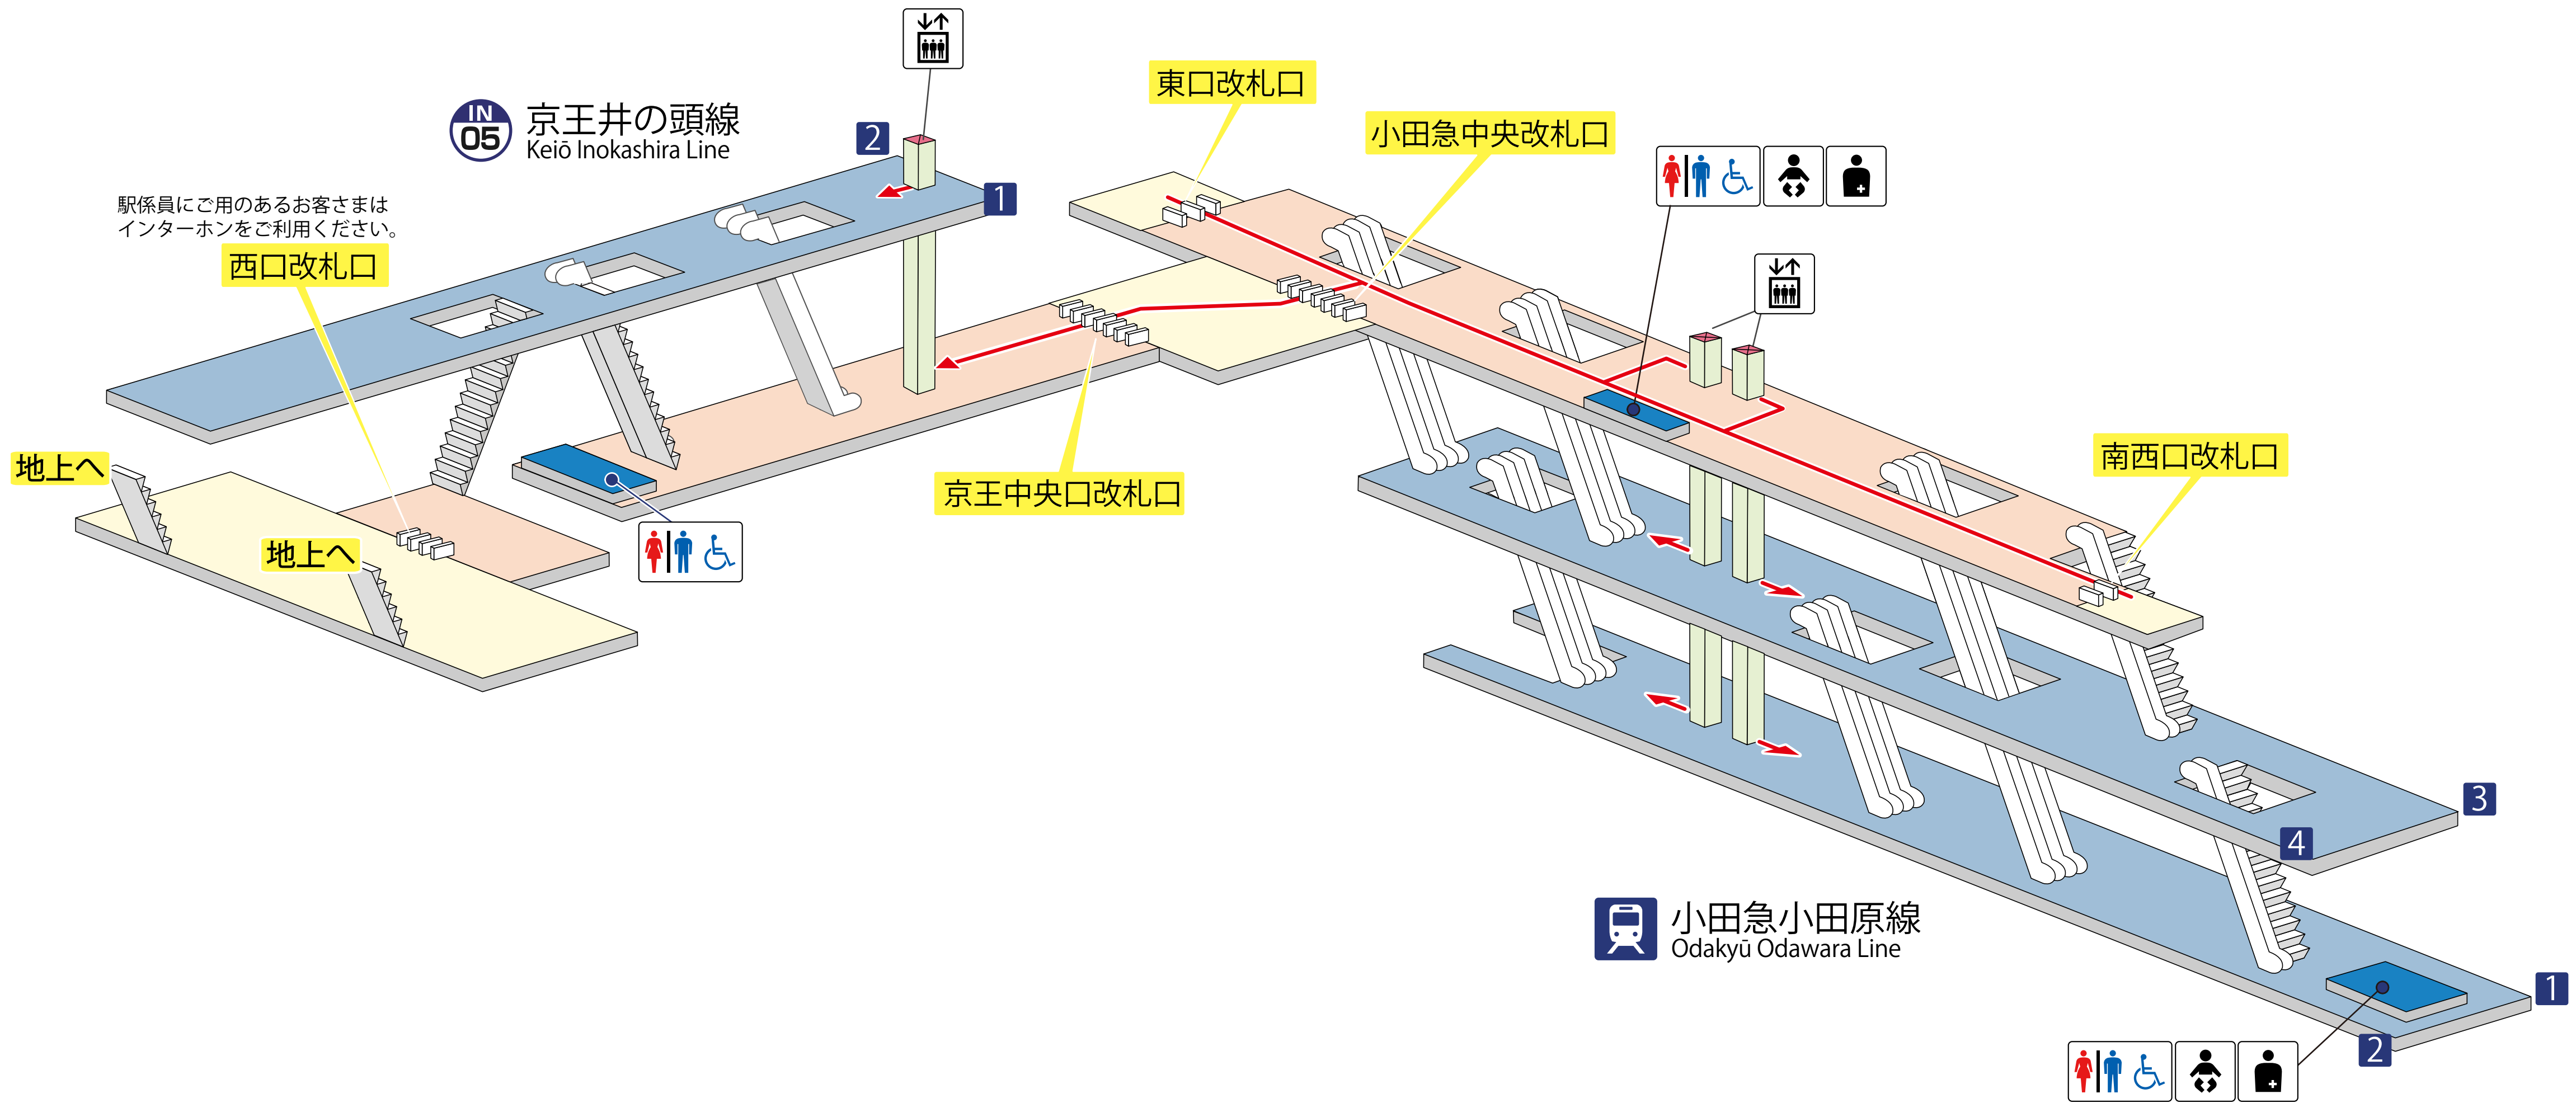 東口改札口
小田急中央改札口
IN
05
京王井の頭線
Keiō Inokashira Line
2
1
駅係員にご用のあるお客さまは
インターホンをご利用ください。
西口改札口
地上へ
地上へ
京王中央口改札口
南西口改札口
3
4
小田急小田原線
Odakyū Odawara Line
1
2